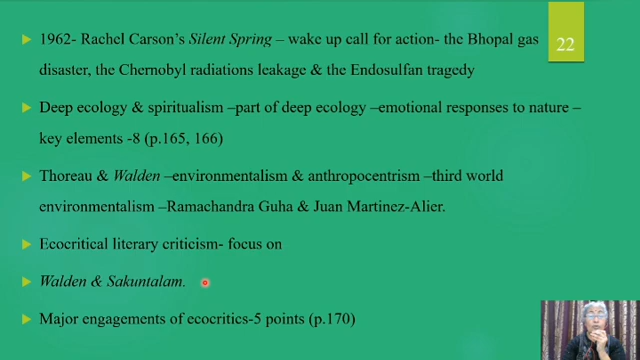 22
1962- Rachel Carson's Silent Spring – wake up call for action- the Bhopal gas
disaster, the Chernobyl radiations leakage & the Endosulfan tragedy
Deep ecology & spiritualism –part of deep ecology –emotional responses to nature –
key elements -8 (p.165, 166)
Thoreau & Walden –environmentalism & anthropocentrism –third world
environmentalism –Ramachandra Guha & Juan Martinez-Alier.
Ecocritical literary criticism- focus on
Walden & Sakuntalam.
Major engagements of ecocritics-5 points (p.170)